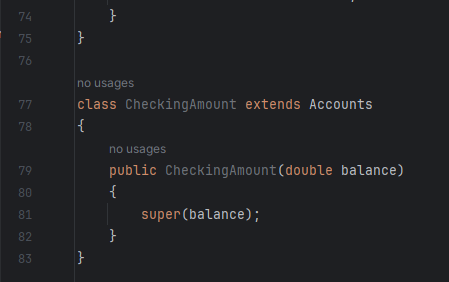 74 }
75 }
76
no usages
77 class CheckingAmount extends Accounts
78 {
no usages
79 public CheckingAmount(double balance)
80 {
81 super(balance);
82 }
83 }